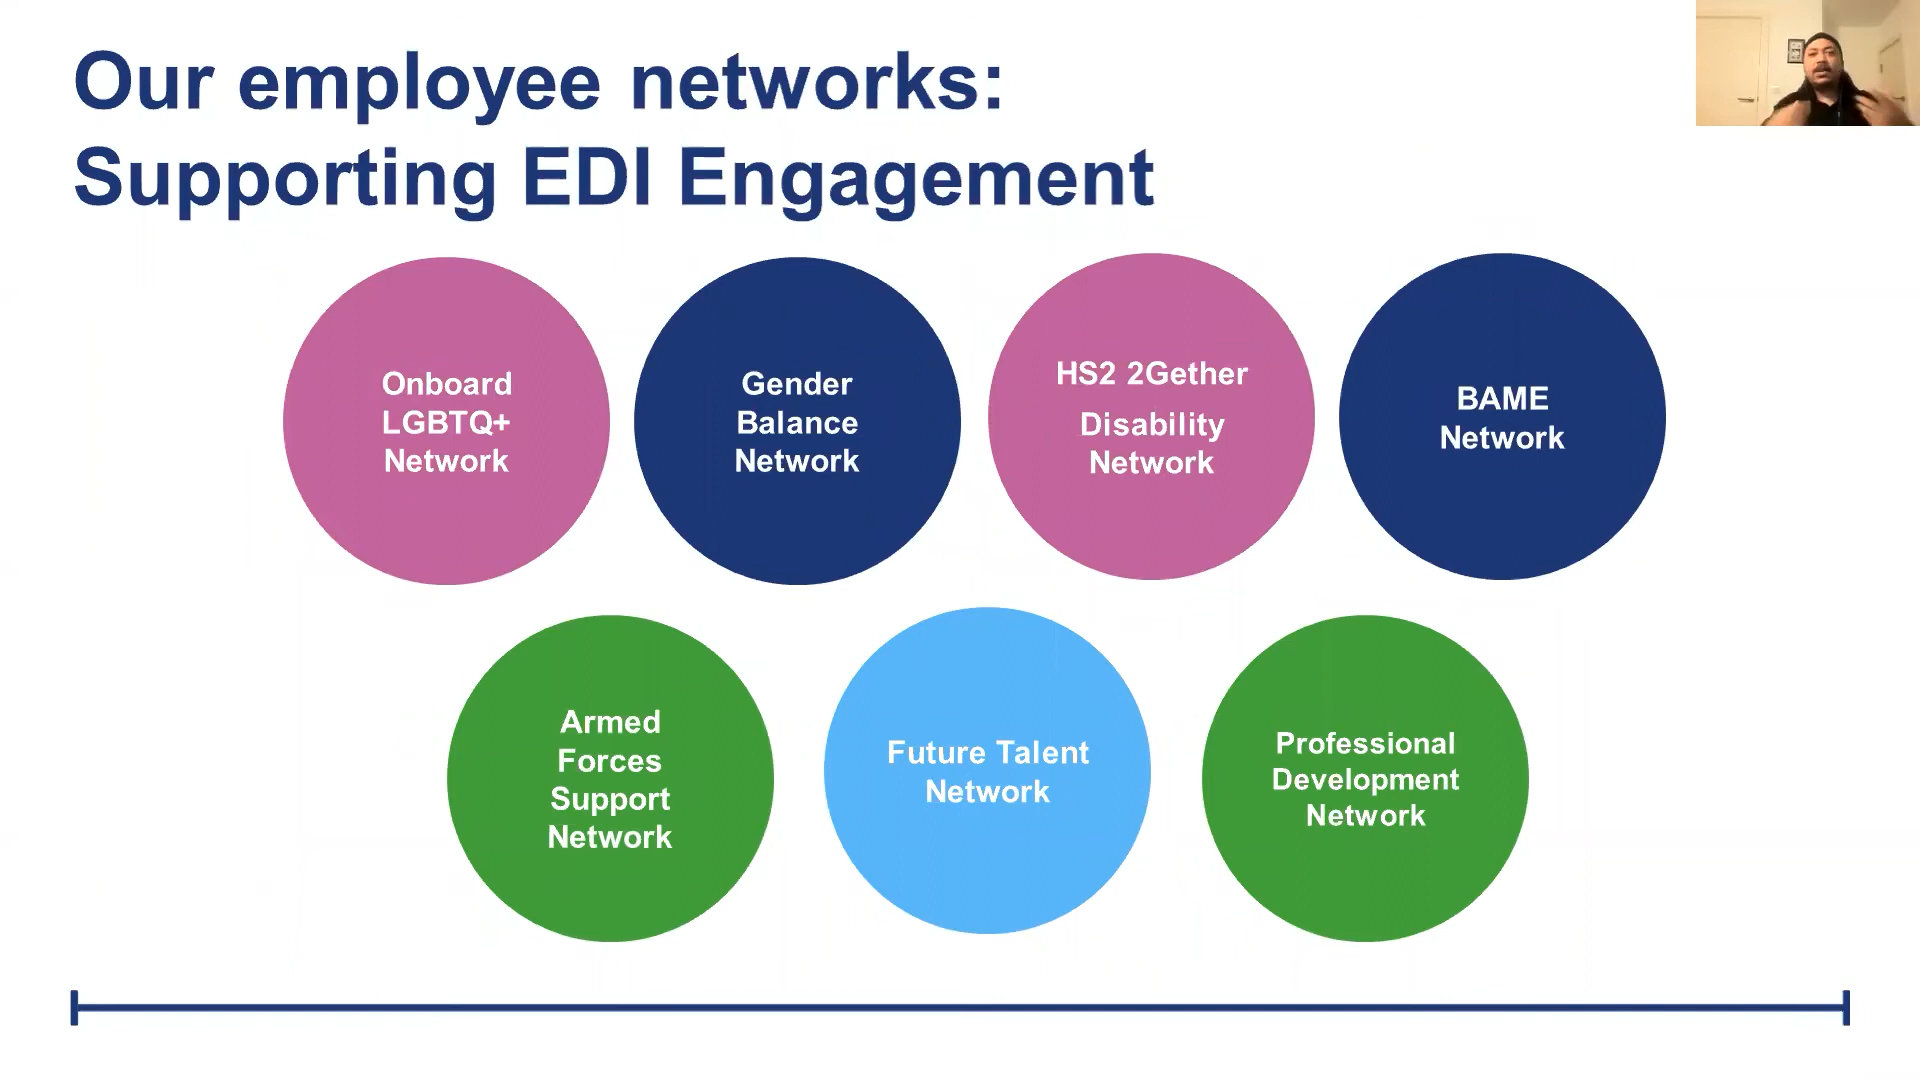 Our employee networks:
Supporting EDI Engagement
Onboard
LGBTQ+
Network
Gender
Balance
Network
HS2 2Gether
Disability
Network
BAME
Network
Armed
Forces
Support
Network
Future Talent
Network
Professional
Development
Network